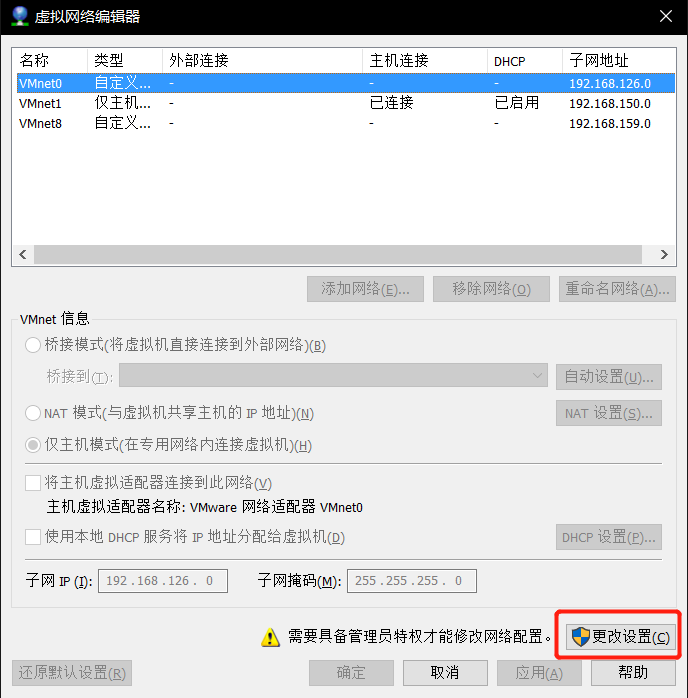 虚拟网络编辑器
名称 类型 外部连接 主机连接 DHCP 子网地址
VMnet0 自定义... - - - 192.168.126.0
VMnet1 仅主机... - 已连接 已启用 192.168.150.0
VMnet8 自定义... - - - 192.168.159.0
添加网络(E)... 移除网络(O) 重命名网络(A)...
VMnet 信息
桥接模式(将虚拟机直接连接到外部网络)(B)
桥接到(T): 自动设置(U)...
NAT 模式(与虚拟机共享主机的 IP 地址)(N) NAT 设置(S)...
仅主机模式(在专用网络内连接虚拟机)(H)
将主机虚拟适配器连接到此网络(V)
主机虚拟适配器名称: VMware 网络适配器 VMnet0
使用本地 DHCP 服务将 IP 地址分配给虚拟机(D) DHCP 设置(P)...
子网 IP (I): 192 . 168 . 126 . 0 子网掩码(M): 255 . 255 . 255 . 0
需要具备管理员特权才能修改网络配置。 更改设置(C)
还原默认设置(R) 确定 取消 应用(A) 帮助